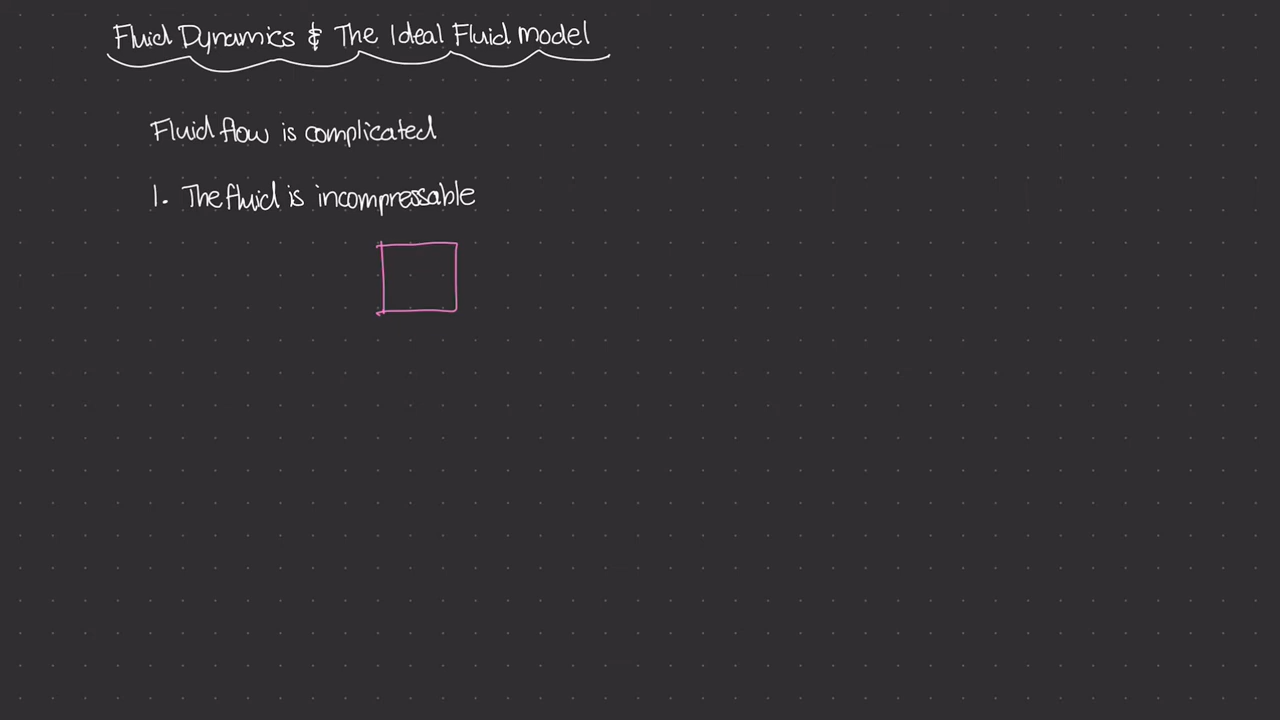 Fluid Dynamics & The Ideal Fluid model
Fluid flow is complicated
1. The fluid is incompressable